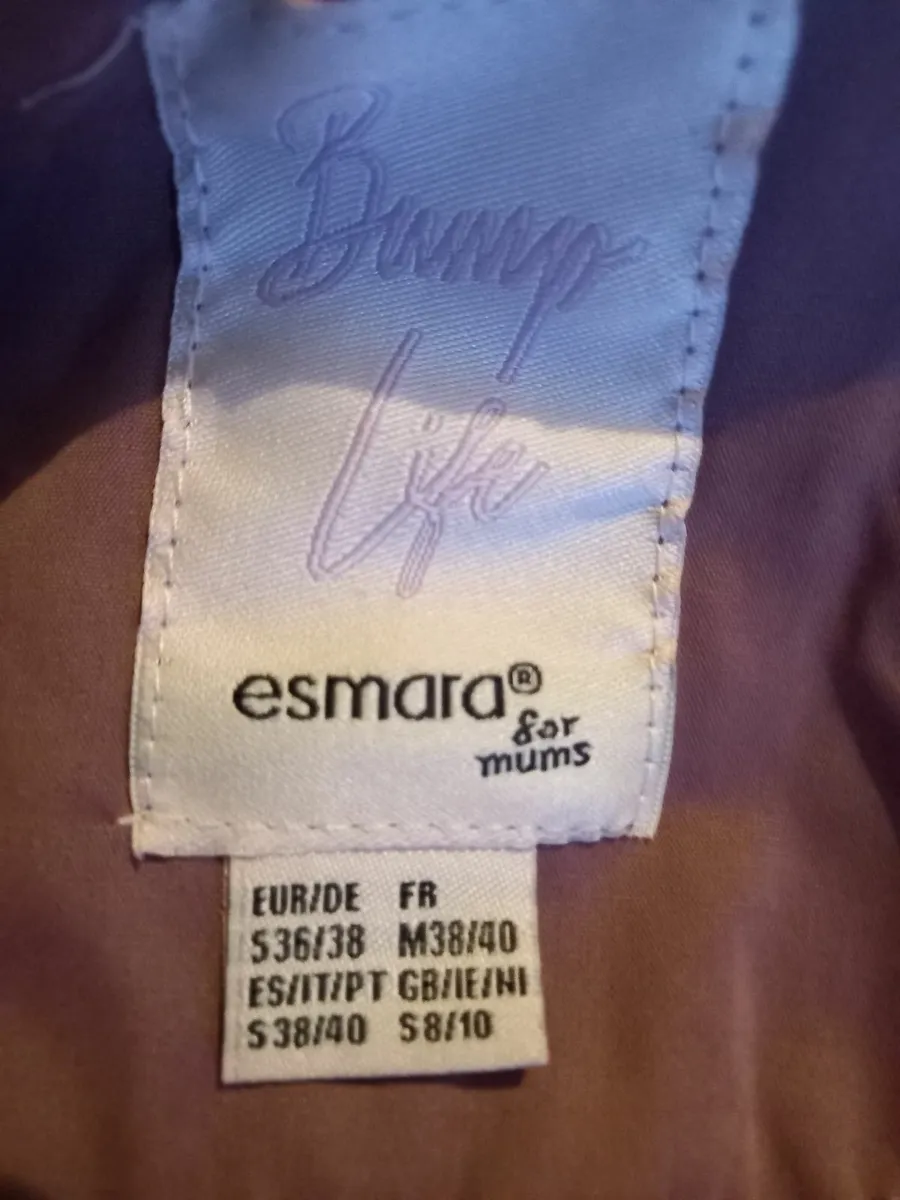 Bump
Life
esmara®
for
mums
EUR/DE FR
S36/38 M38/40
ES/IT/PT GB/IE/NI
S38/40 S8/10